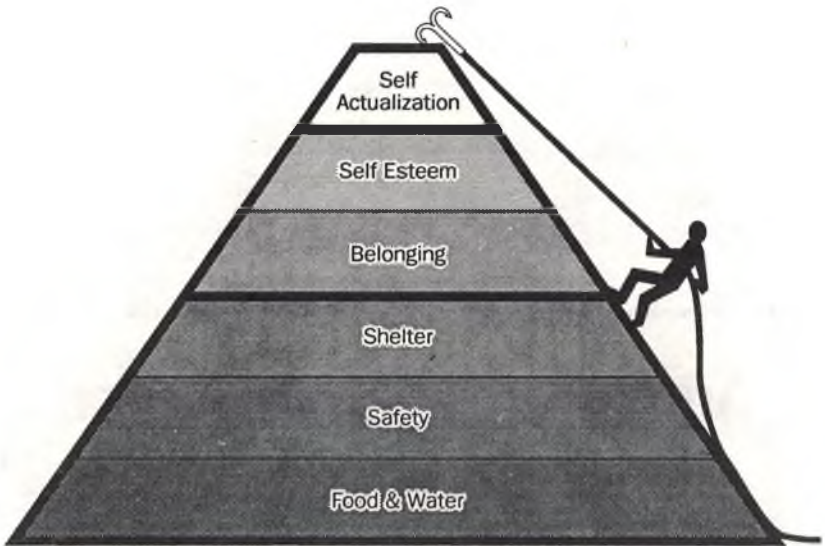 Self
Actualization
Self Esteem
Belonging
Shelter
Safety
Food & Water